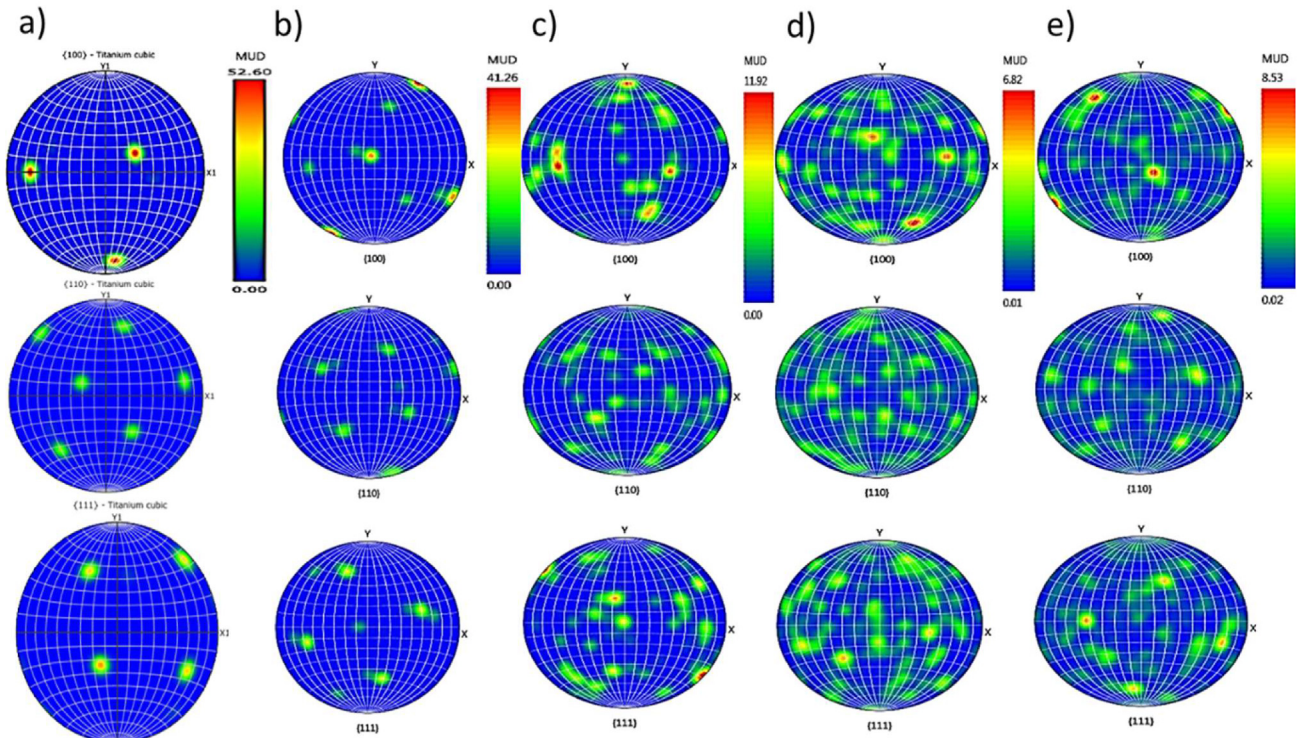 a)
b)
c)
d)
e)
{100} - Titanium cubic
Y1
X1
MUD
52.60
0.00
Y
X
{100}
MUD
41.26
0.00
Y
X
{100}
MUD
11.92
0.00
Y
X
{100}
MUD
6.82
0.01
Y
X
{100}
MUD
8.53
0.02
{110} - Titanium cubic
Y1
X1
Y
X
{110}
Y
X
{110}
Y
X
{110}
Y
X
{110}
{111} - Titanium cubic
Y1
X1
Y
X
{111}
Y
X
{111}
Y
X
{111}
Y
X
{111}